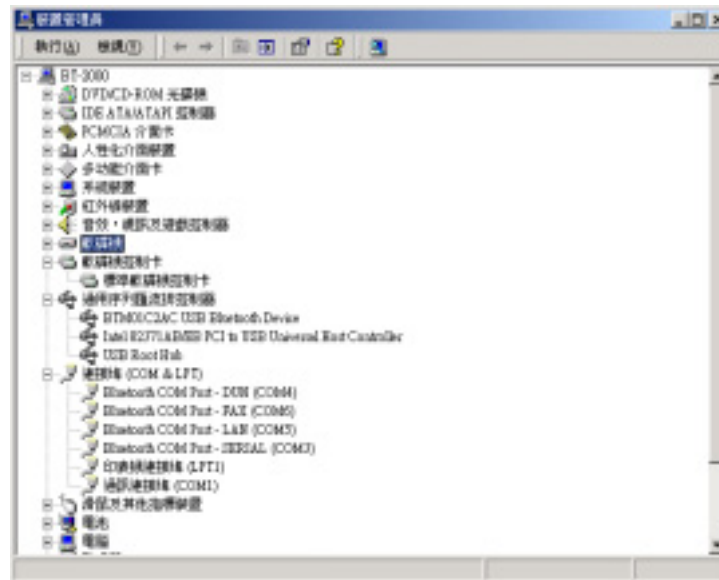 裝置管理員
執行(A) 檢視(V)
BT-2000
DVD/CD-ROM 光碟機
IDE ATA/ATAPI 控制器
PCMCIA 介面卡
人性化介面裝置
多功能介面卡
系統裝置
紅外線裝置
音效,視訊及遊戲控制器
軟碟機
軟碟機控制卡
標準軟碟機控制卡
通用序列匯流排控制器
BTM01C2AC USB Bluetooth Device
Intel 82371AB/EB PCI to USB Universal Host Controller
USB Root Hub
連接埠 (COM & LPT)
Bluetooth COM Port - DUN (COM4)
Bluetooth COM Port - FAX (COM6)
Bluetooth COM Port - LAN (COM5)
Bluetooth COM Port - SERIAL (COM3)
印表機連接埠 (LPT1)
通訊連接埠 (COM1)
滑鼠及其他指標裝置
電池
電腦